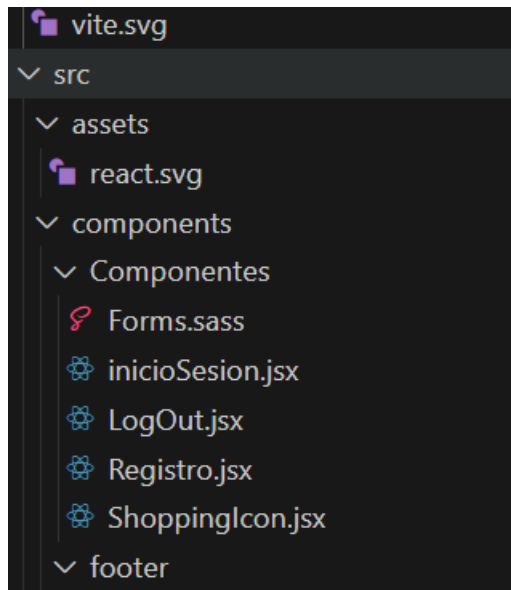 vite.svg
src
assets
react.svg
components
Componentes
Forms.sass
inicioSesion.jsx
LogOut.jsx
Registro.jsx
ShoppingIcon.jsx
footer